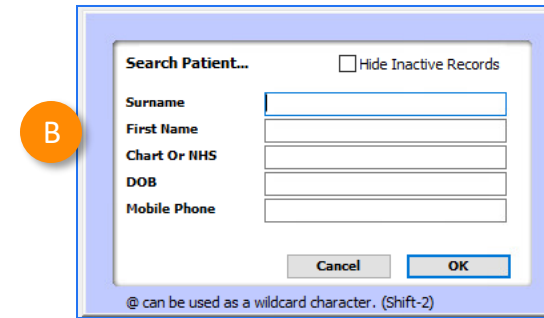 Search Patient... Hide Inactive Records
Surname
B
First Name
Chart Or NHS
DOB
Mobile Phone
Cancel OK
@ can be used as a wildcard character. (Shift-2)